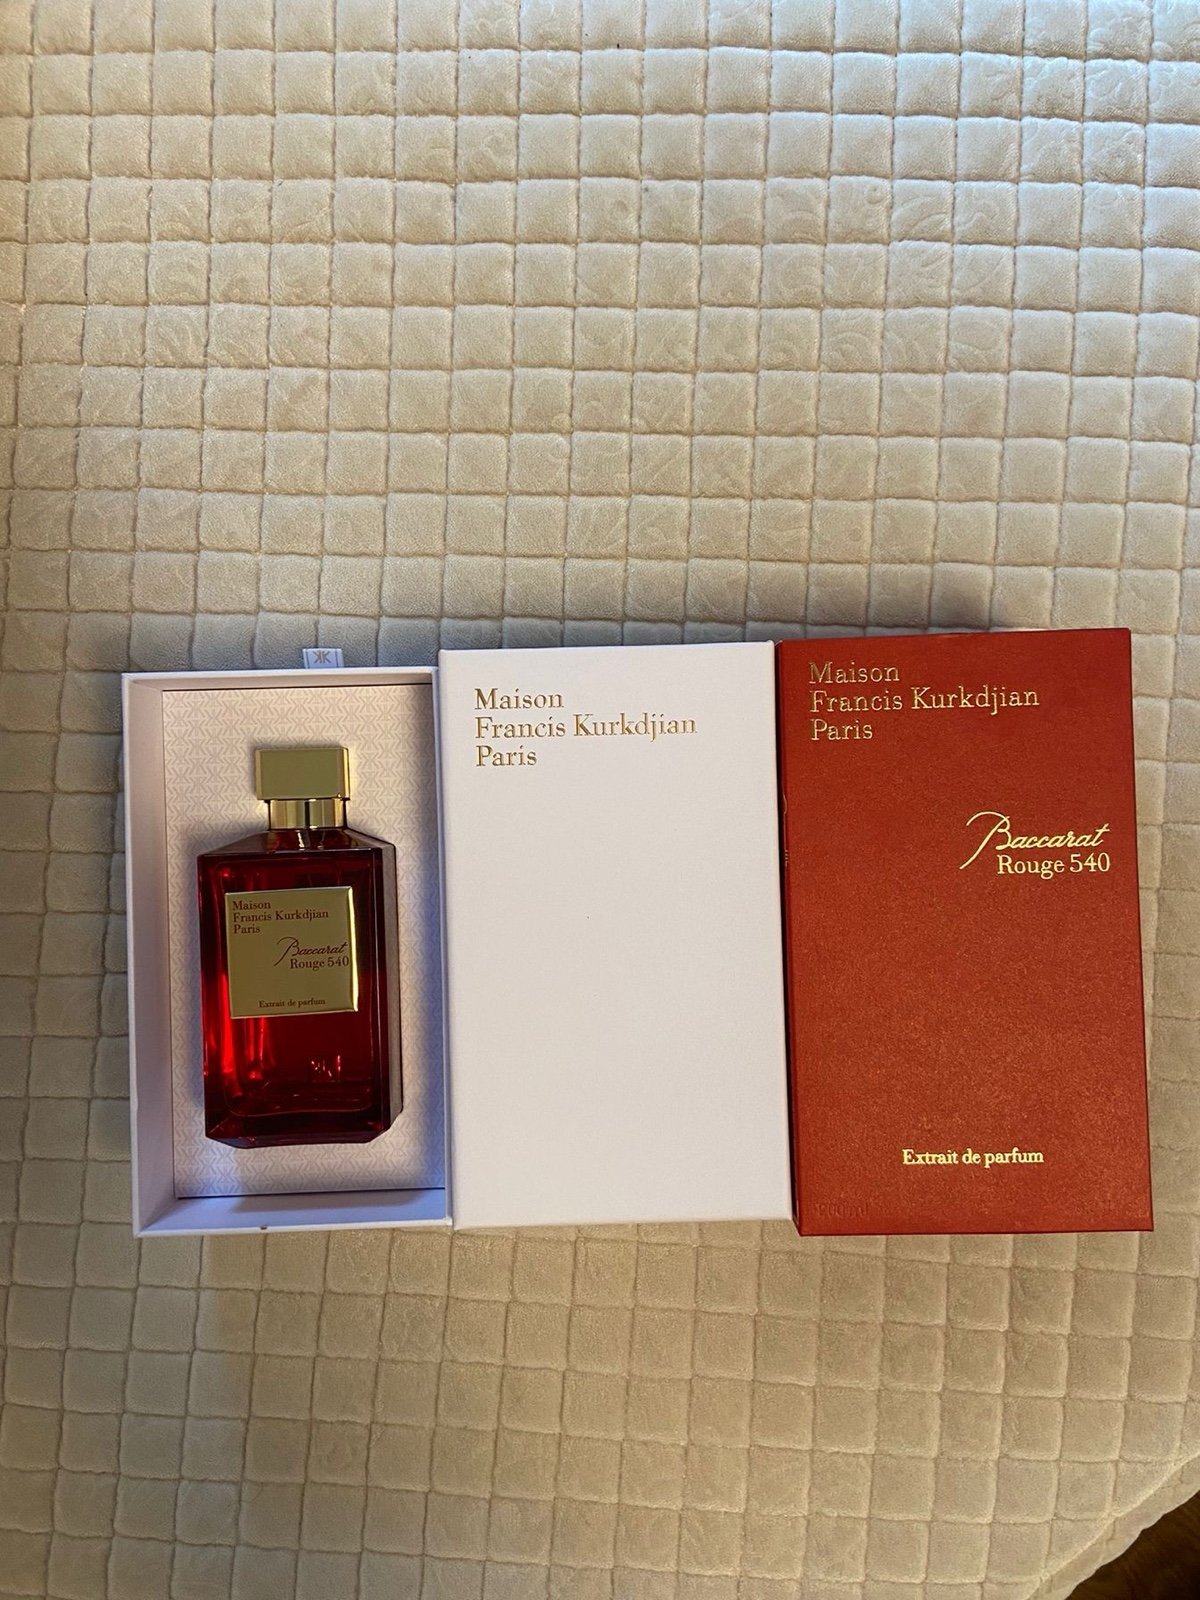 Maison
Francis Kurkdjian
Paris
Baccarat
Rouge 540
Extrait de parfum
Maison
Francis Kurkdjian
Paris
Maison
Francis Kurkdjian
Paris
Baccarat
Rouge 540
Extrait de parfum